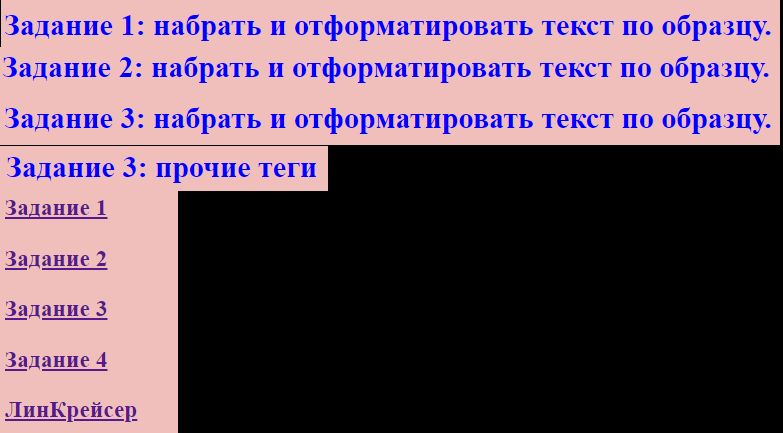 Задание 1: набрать и отформатировать текст по образцу.
Задание 2: набрать и отформатировать текст по образцу.
Задание 3: набрать и отформатировать текст по образцу.
Задание 3: прочие теги
Задание 1
Задание 2
Задание 3
Задание 4
ЛинКрейсер